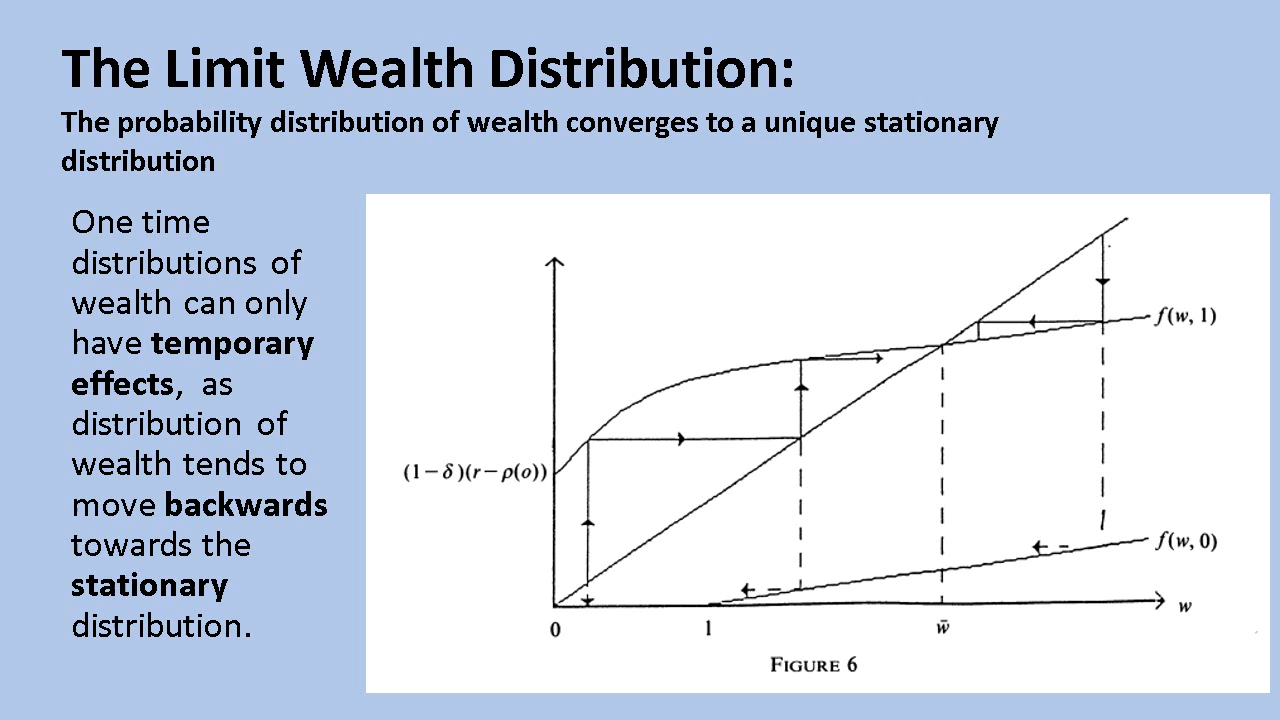 The Limit Wealth Distribution:
The probability distribution of wealth converges to a unique stationary
distribution
One time
distributions of
wealth can only
have temporary
effects, as
distribution of
wealth tends to
move backwards
towards the
stationary
distribution.
f(w, 1)
(1−δ)(r−ρ(o))
f(w, 0)
w
0
1
w̄
FIGURE 6